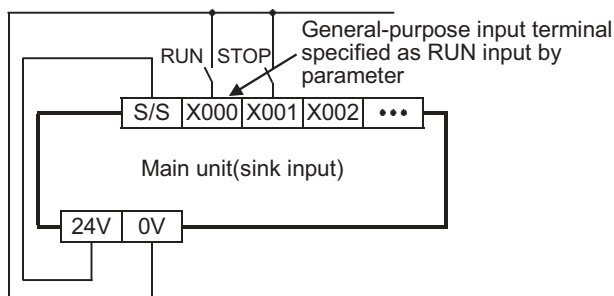 General-purpose input terminal
RUN STOP specified as RUN input by
parameter
S/S X000 X001 X002 •••
Main unit(sink input)
24V 0V